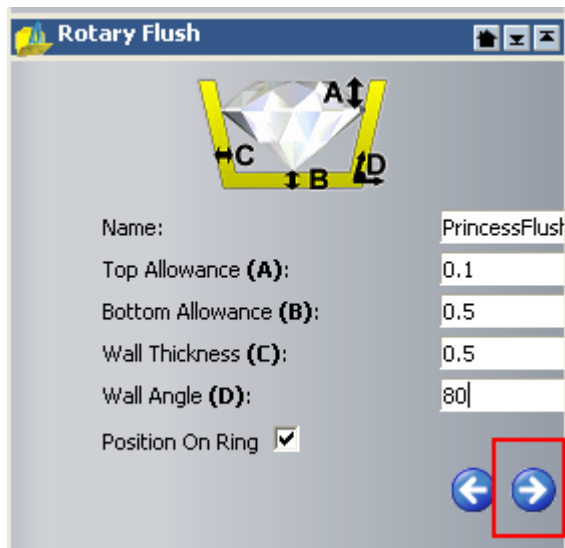 Rotary Flush
A
C
D
B
Name: PrincessFlush
Top Allowance (A): 0.1
Bottom Allowance (B): 0.5
Wall Thickness (C): 0.5
Wall Angle (D): 80
Position On Ring